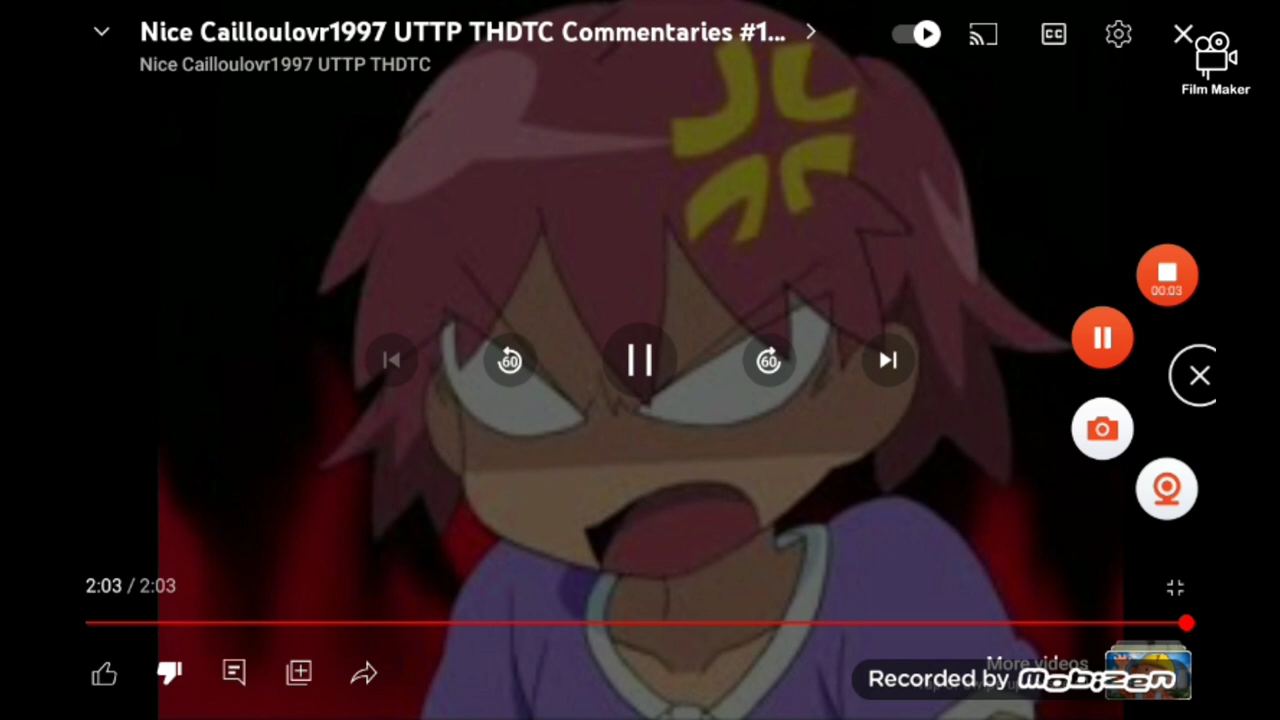 Nice Cailloulovr1997 UTTP THDTC Commentaries #1...
Nice Cailloulovr1997 UTTP THDTC
CC
Film Maker
00:03
60
60
2:03 / 2:03
More videos
Recorded by mobizen